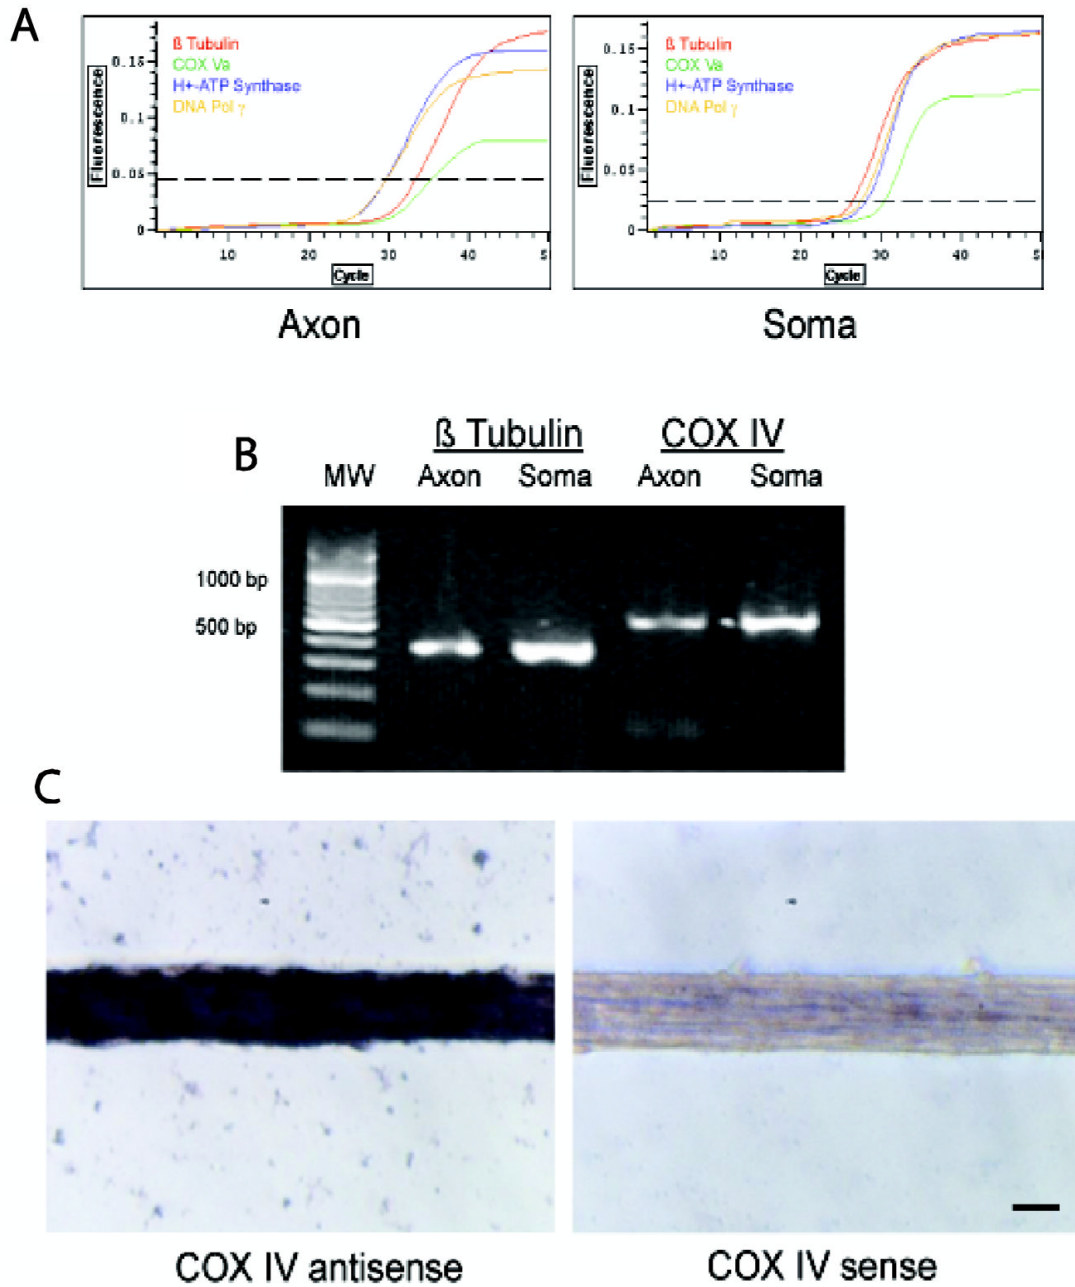 A
ß Tubulin
COX Va
H+-ATP Synthase
DNA Pol γ
Fluorescence
0.15
0.1
0.05
0
10 20 30 40 5
Cycle
Axon
ß Tubulin
COX Va
H+-ATP Synthase
DNA Pol γ
Fluorescence
0.15
0.1
0.05
0
10 20 30 40 5
Cycle
Soma
B
ß Tubulin COX IV
MW Axon Soma Axon Soma
1000 bp
500 bp
C
COX IV antisense
COX IV sense